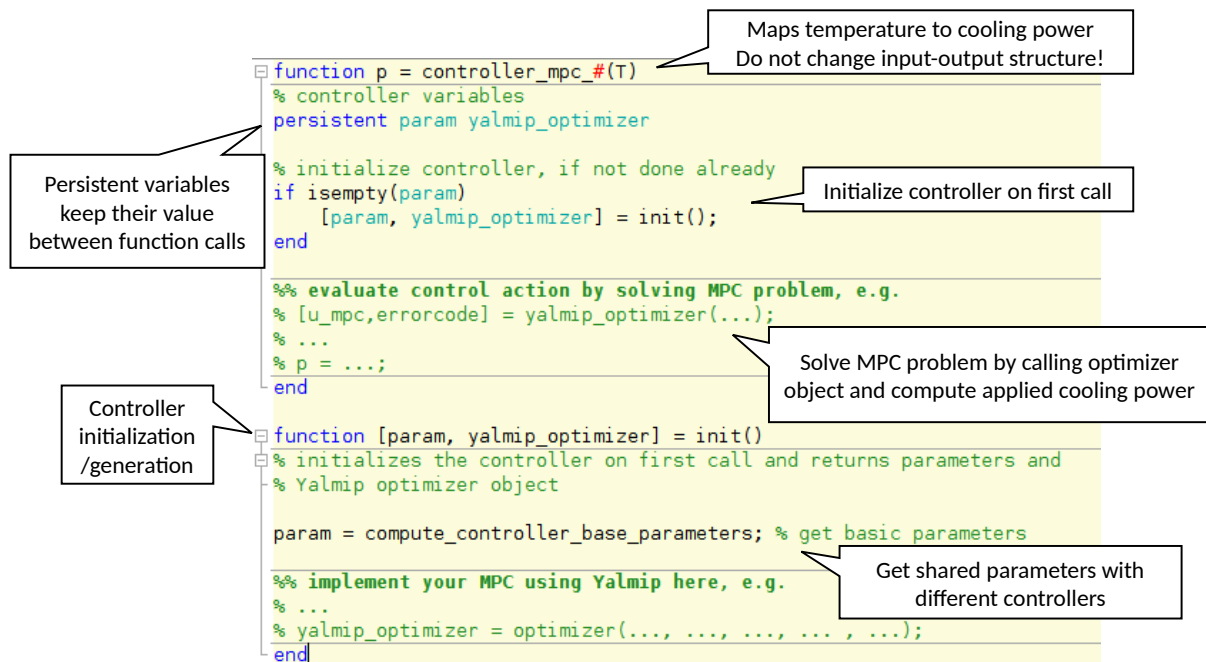 Maps temperature to cooling power
Do not change input-output structure!
function p = controller_mpc_#(T)
% controller variables
persistent param yalmip_optimizer
Persistent variables
keep their value
between function calls
% initialize controller, if not done already
if isempty(param)
[param, yalmip_optimizer] = init();
end
Initialize controller on first call
%% evaluate control action by solving MPC problem, e.g.
% [u_mpc,errorcode] = yalmip_optimizer(...);
% ...
% p = ...;
end
Solve MPC problem by calling optimizer
object and compute applied cooling power
Controller
initialization
/generation
function [param, yalmip_optimizer] = init()
% initializes the controller on first call and returns parameters and
% Yalmip optimizer object
param = compute_controller_base_parameters; % get basic parameters
Get shared parameters with
different controllers
%% implement your MPC using Yalmip here, e.g.
% ...
% yalmip_optimizer = optimizer(..., ..., ..., ... , ...);
end